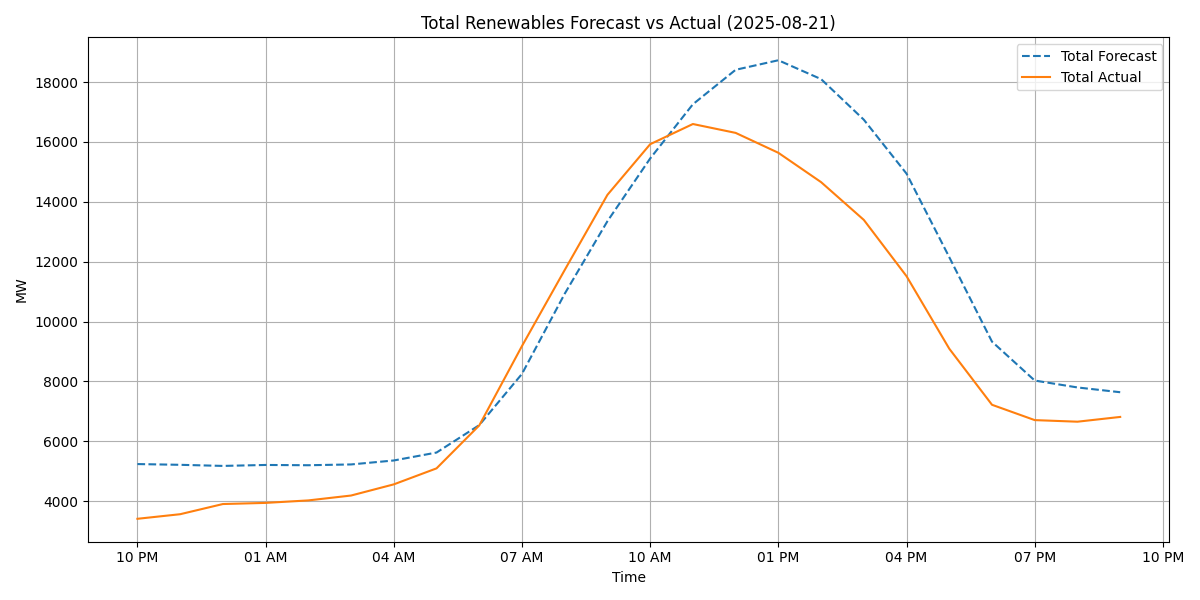 Total Renewables Forecast vs Actual (2025-08-21)
Total Forecast
Total Actual
18000
16000
14000
12000
10000
8000
6000
4000
MW
10 PM 01 AM 04 AM 07 AM 10 AM 01 PM 04 PM 07 PM 10 PM
Time